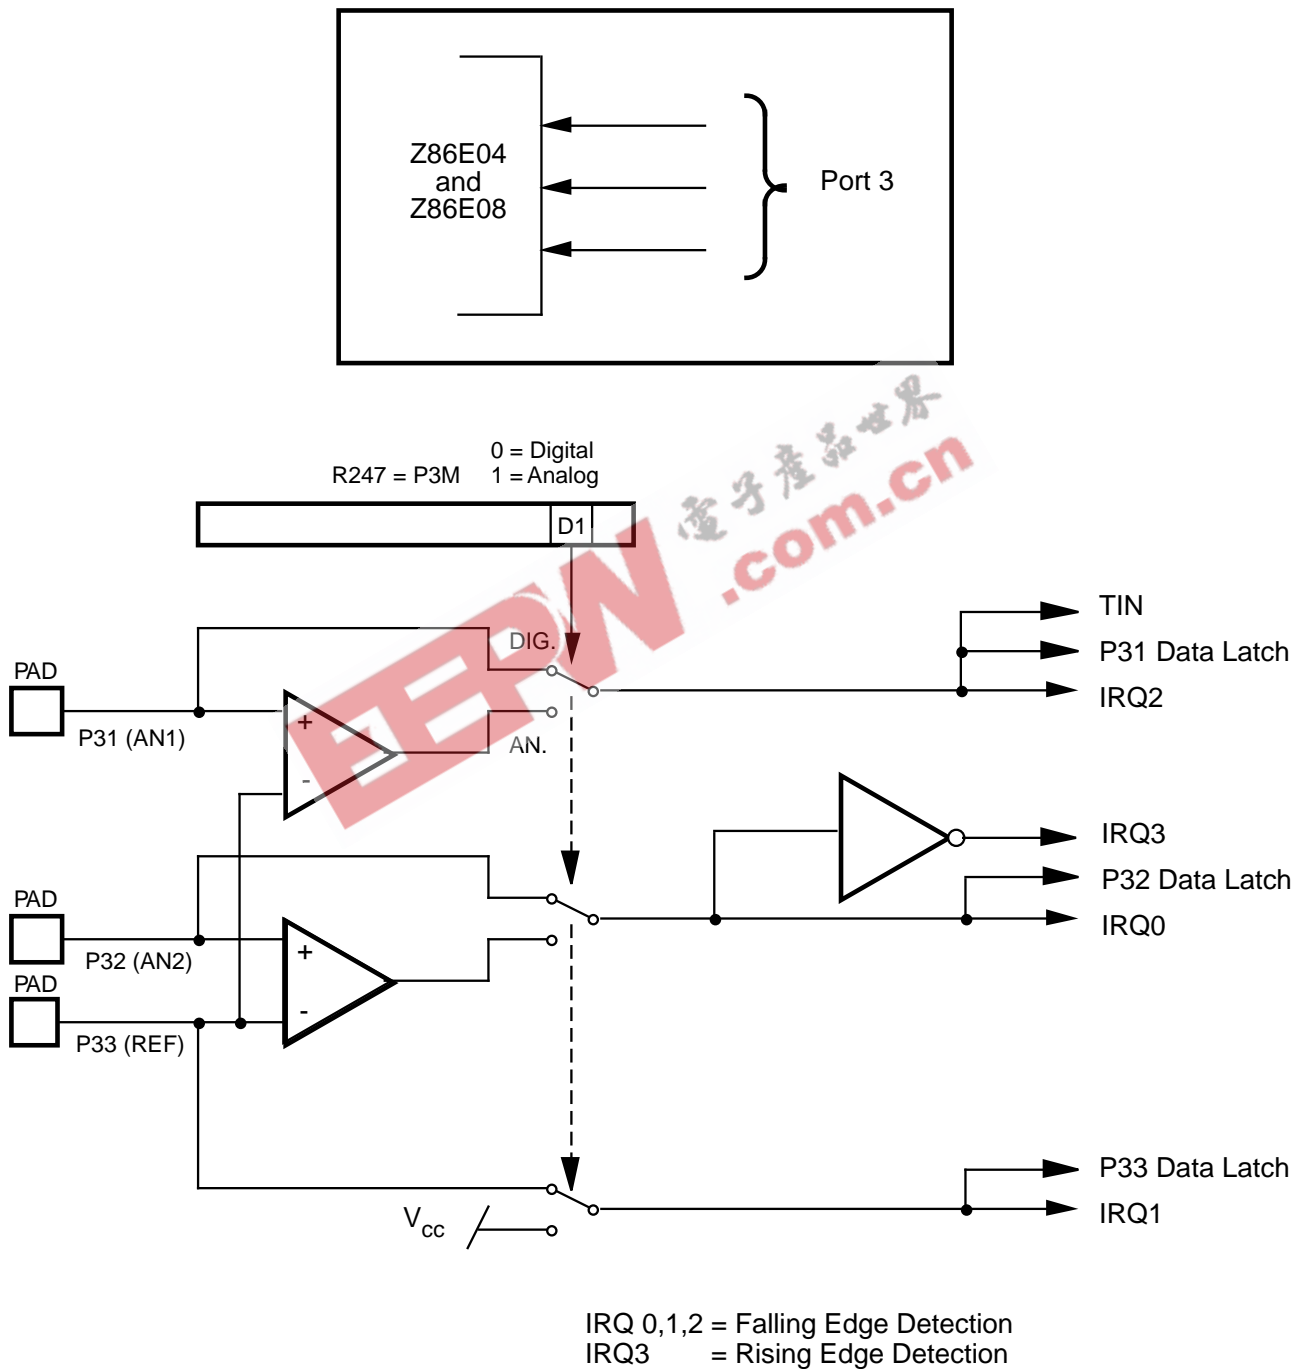 Z86E04
and
Z86E08
Port 3
0 = Digital
R247 = P3M 1 = Analog
D1
電子產品世界
.com.cn
EEPW
DIG.
AN.
TIN
P31 Data Latch
IRQ2
PAD
P31 (AN1)
+
-
IRQ3
P32 Data Latch
IRQ0
PAD
P32 (AN2)
+
-
PAD
P33 (REF)
P33 Data Latch
IRQ1
Vcc
IRQ 0,1,2 = Falling Edge Detection
IRQ3 = Rising Edge Detection